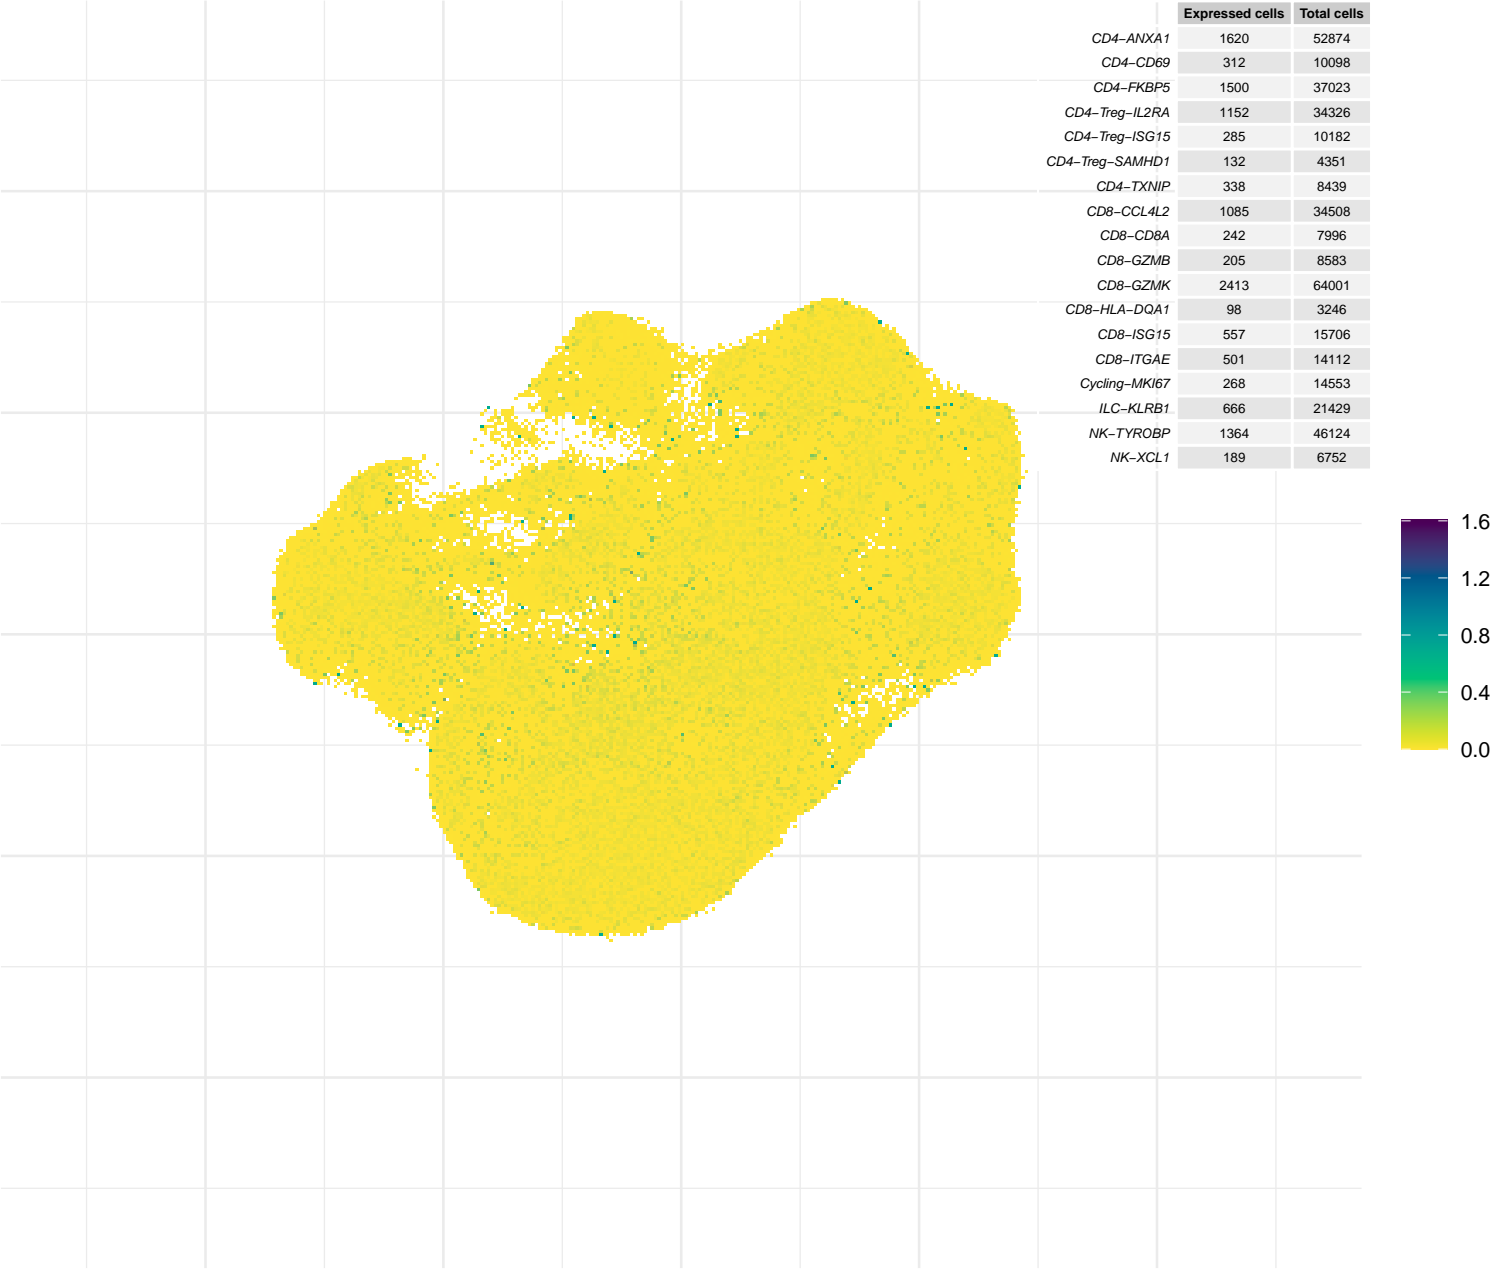 Expressed cells Total cells
CD4−ANXA1 1620 52874
CD4−CD69 312 10098
CD4−FKBP5 1500 37023
CD4−Treg−IL2RA 1152 34326
CD4−Treg−ISG15 285 10182
CD4−Treg−SAMHD1 132 4351
CD4−TXNIP 338 8439
CD8−CCL4L2 1085 34508
CD8−CD8A 242 7996
CD8−GZMB 205 8583
CD8−GZMK 2413 64001
CD8−HLA−DQA1 98 3246
CD8−ISG15 557 15706
CD8−ITGAE 501 14112
Cycling−MKI67 268 14553
ILC−KLRB1 666 21429
NK−TYROBP 1364 46124
NK−XCL1 189 6752
1.6
1.2
0.8
0.4
0.0